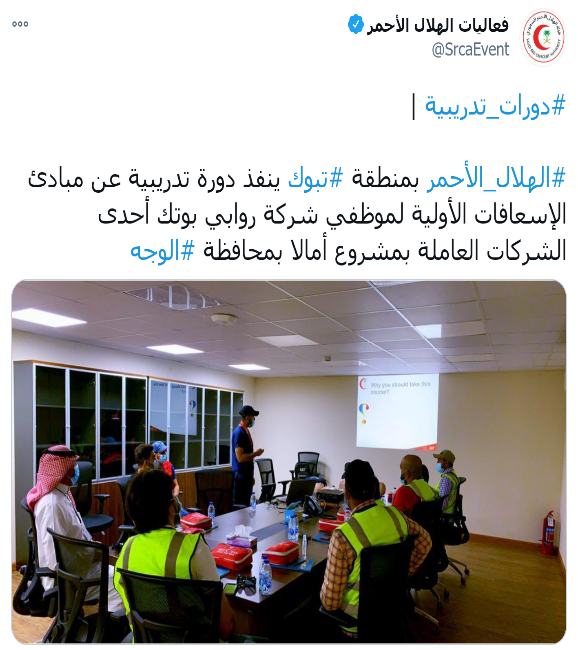 فعاليات الهلال الأحمر
@SrcaEvent
#دورات_تدريبية |
#الهلال_الأحمر بمنطقة #تبوك ينفذ دورة تدريبية عن مبادئ
الإسعافات الأولية لموظفي شركة روابي بوتك أحدى
الشركات العاملة بمشروع أمالا بمحافظة #الوجه
Why you should take this
course?